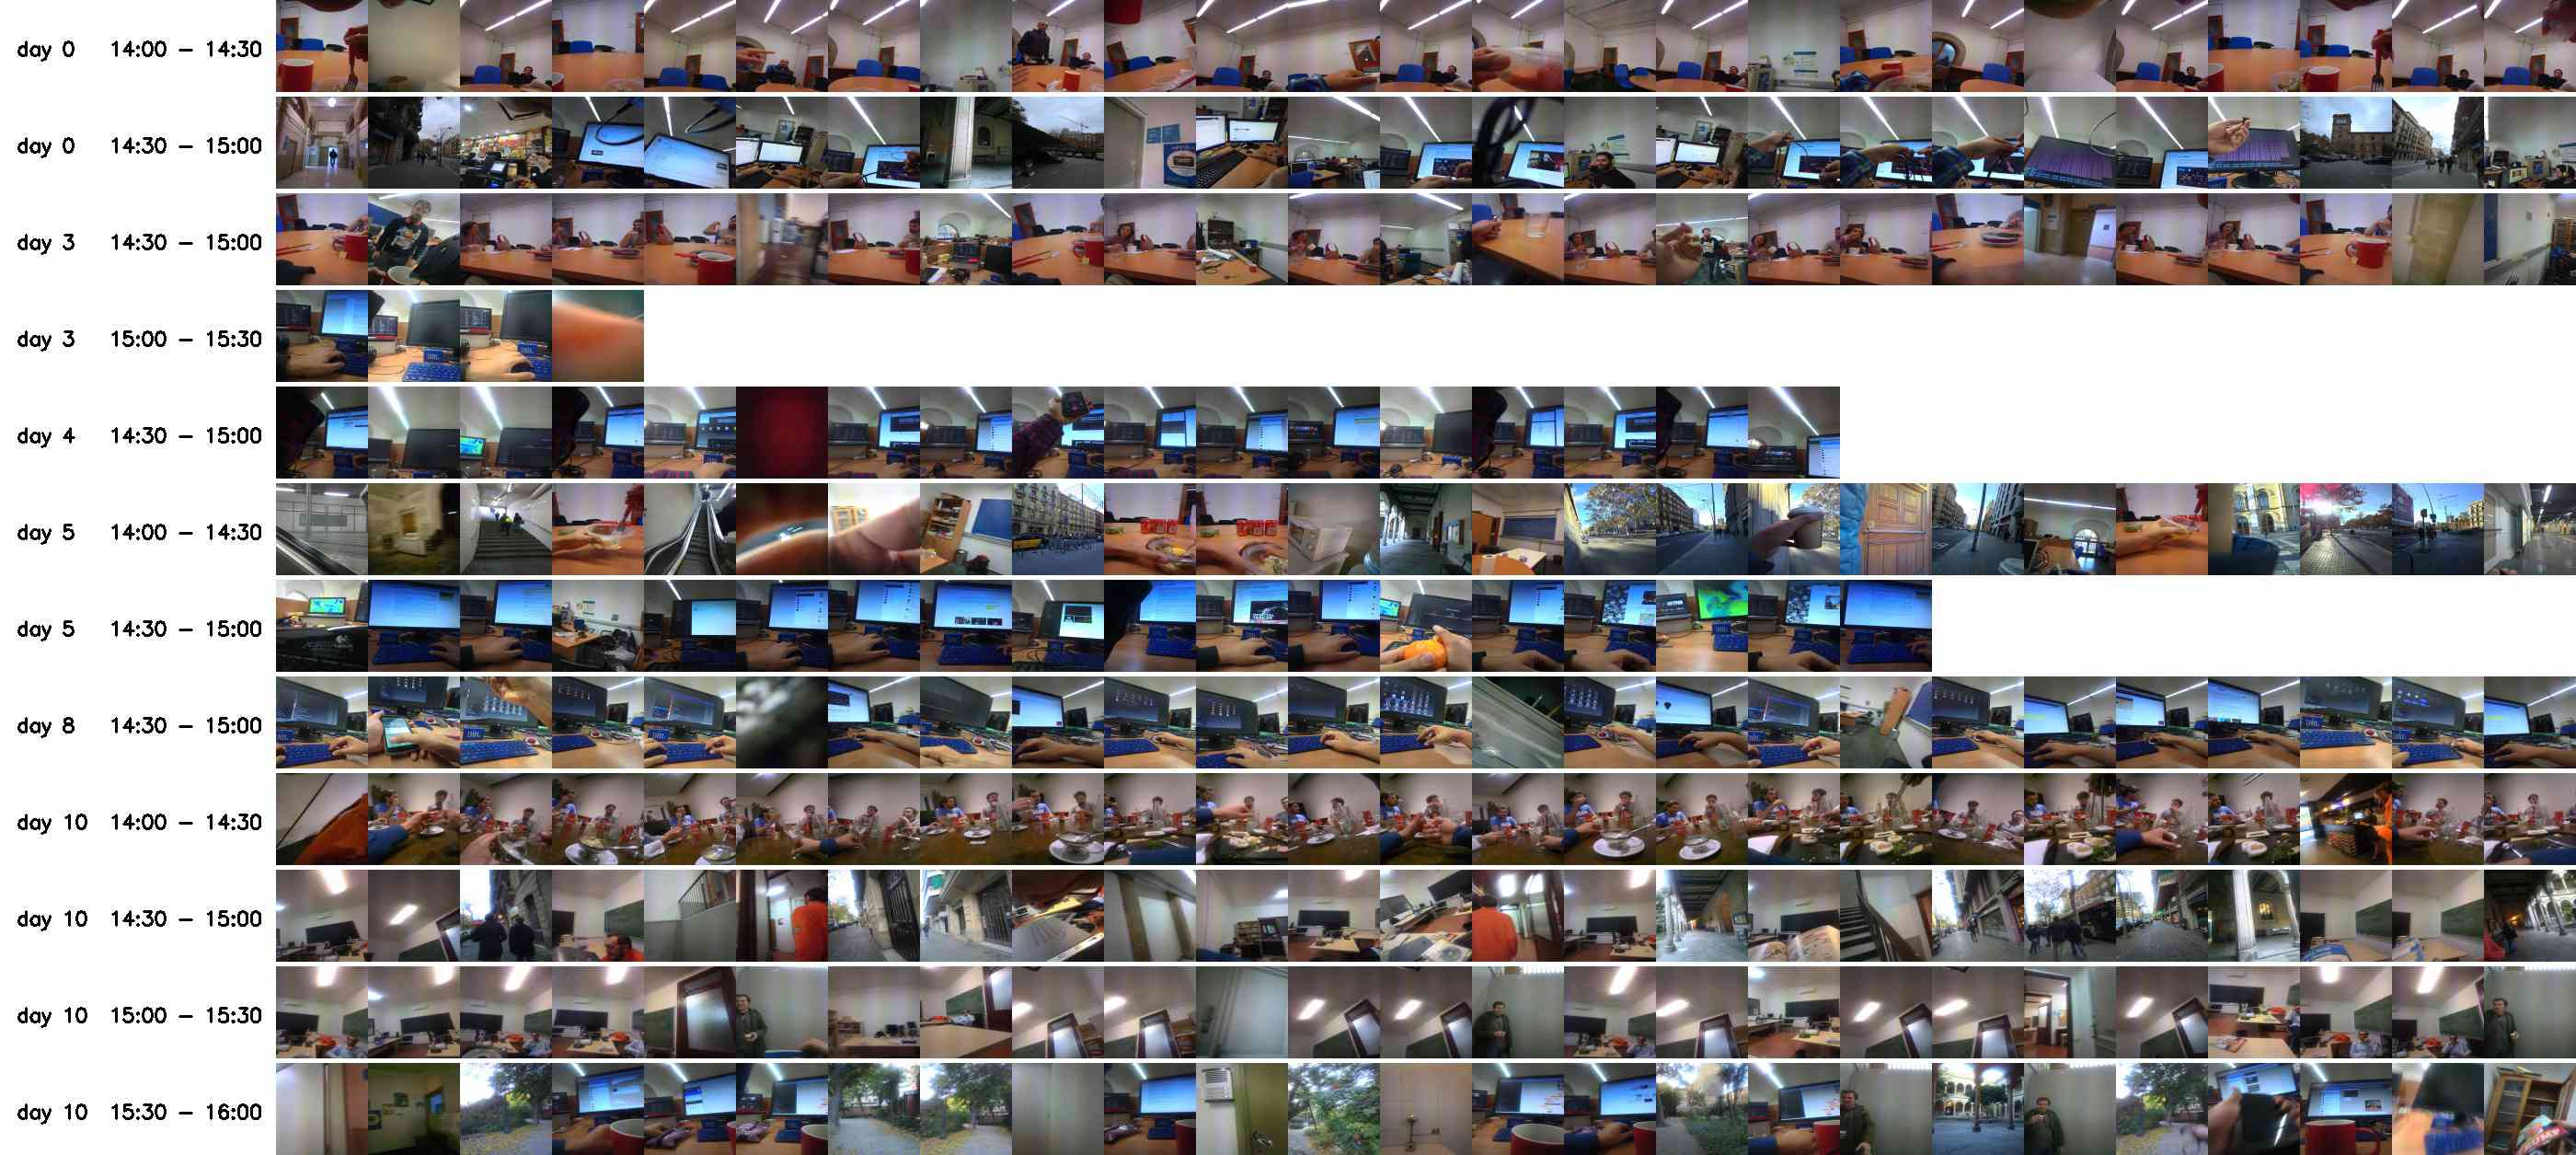 day 0 14:00 - 14:30
day 0 14:30 - 15:00
day 3 14:30 - 15:00
day 3 15:00 - 15:30
day 4 14:30 - 15:00
day 5 14:00 - 14:30
day 5 14:30 - 15:00
day 8 14:30 - 15:00
day 10 14:00 - 14:30
day 10 14:30 - 15:00
day 10 15:00 - 15:30
day 10 15:30 - 16:00